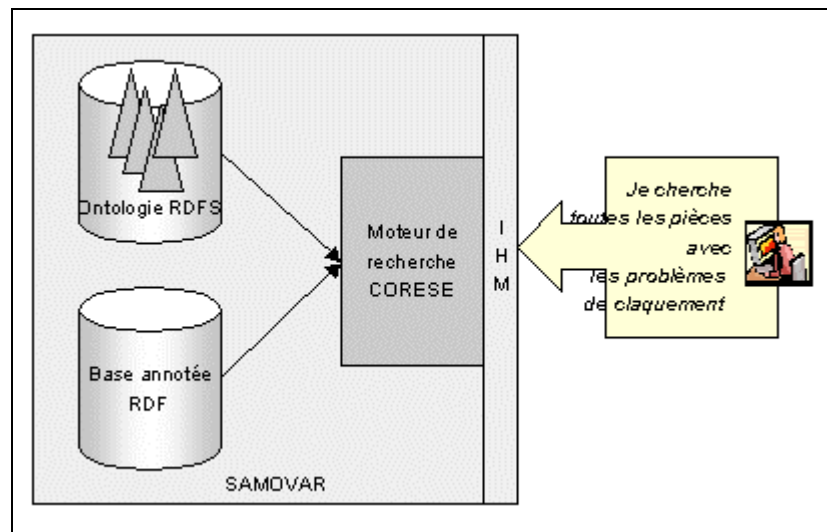 Ontologie RDFS
Base annotée
RDF
Moteur de
recherche
CORESE
I
H
M
Je cherche
toutes les pièces
avec
les problèmes
de claquement
SAMOVAR